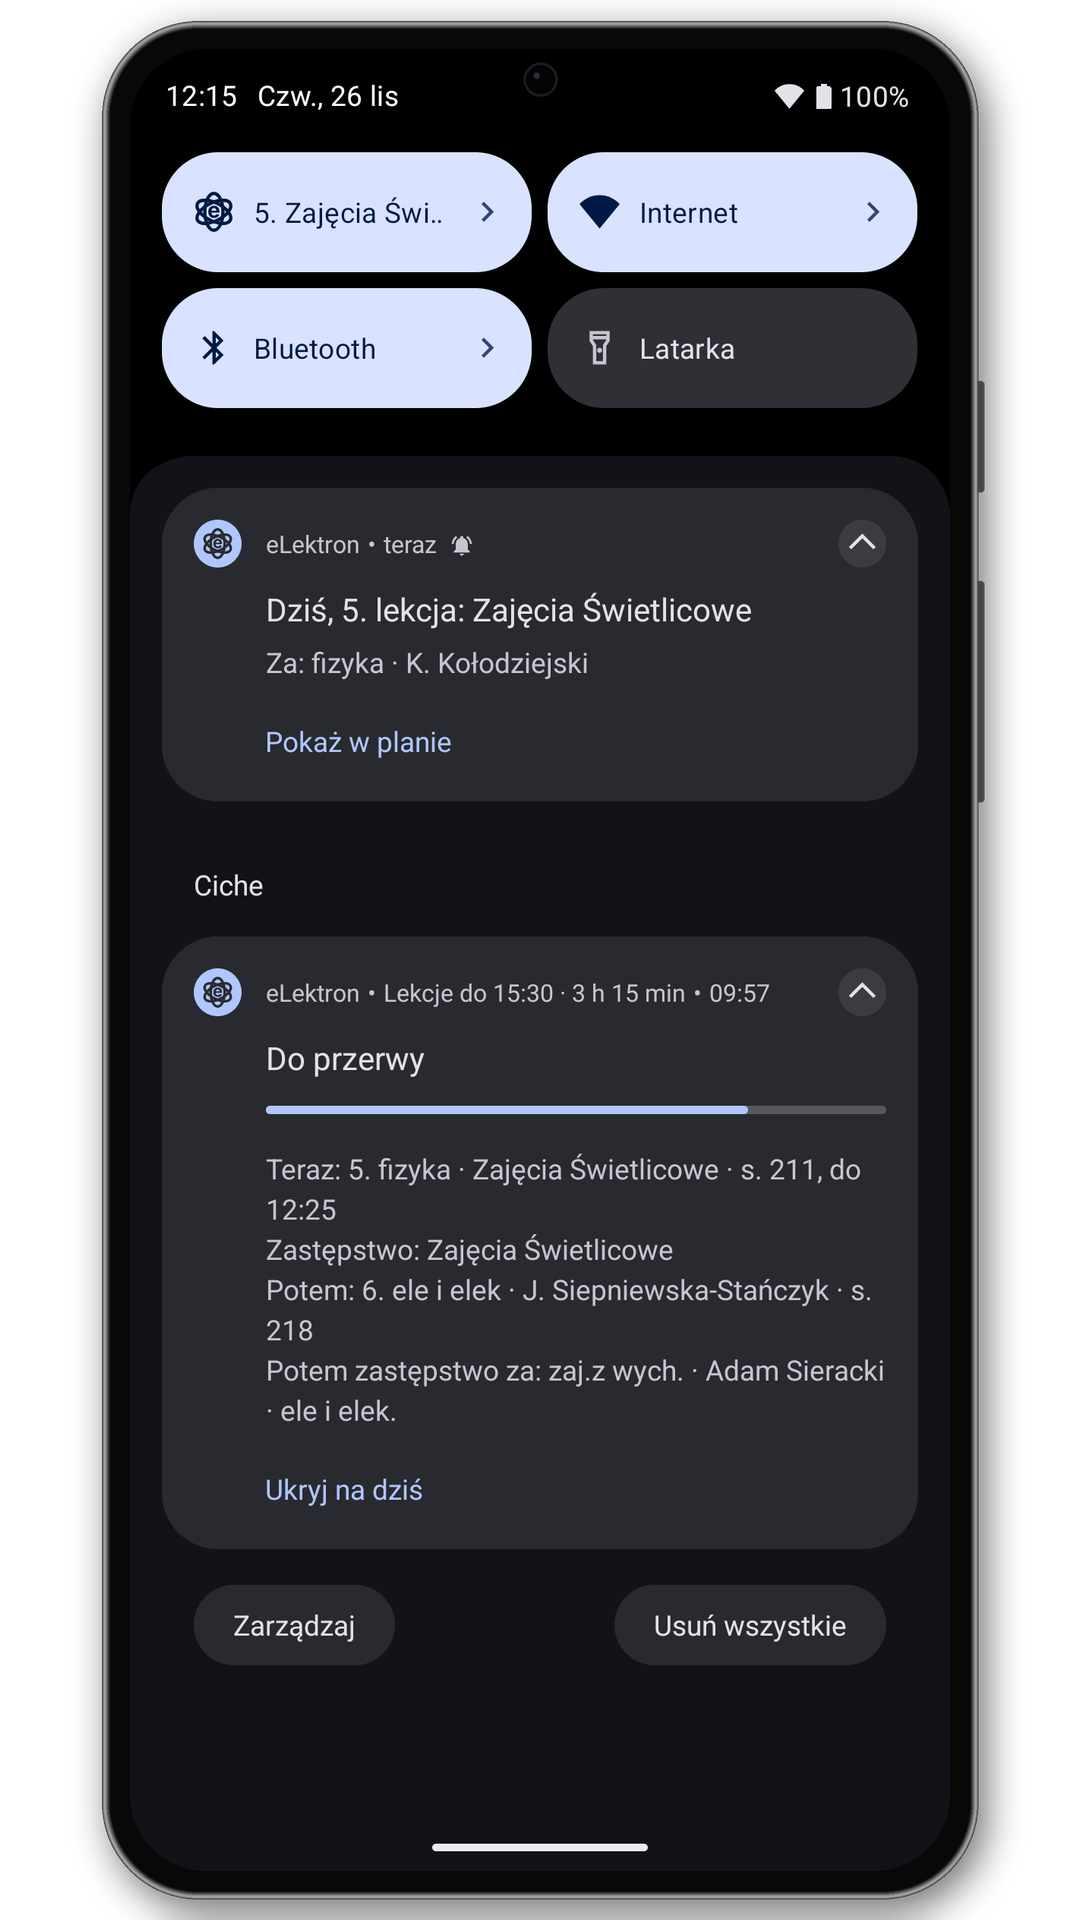 12:15 Czw., 26 lis
100%
5. Zajęcia Świ..
Internet
Bluetooth
Latarka
eLektron • teraz
Dziś, 5. lekcja: Zajęcia Świetlicowe
Za: fizyka · K. Kołodziejski
Pokaż w planie
Ciche
eLektron • Lekcje do 15:30 · 3 h 15 min • 09:57
Do przerwy
Teraz: 5. fizyka · Zajęcia Świetlicowe · s. 211, do
12:25
Zastępstwo: Zajęcia Świetlicowe
Potem: 6. ele i elek · J. Siepniewska-Stańczyk · s.
218
Potem zastępstwo za: zaj.z wych. · Adam Sieracki
· ele i elek.
Ukryj na dziś
Zarządzaj
Usuń wszystkie